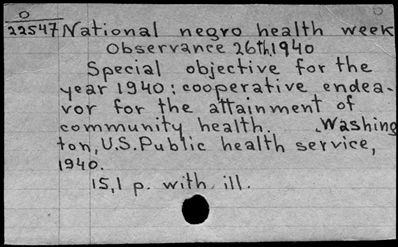 O
22547 National negro health week
Observance 26th, 1940
Special objective for the
year 1940: cooperative endea-
vor for the attainment of
community health. Washing
ton, U.S. Public health service,
1940.
15,1 p. with ill.